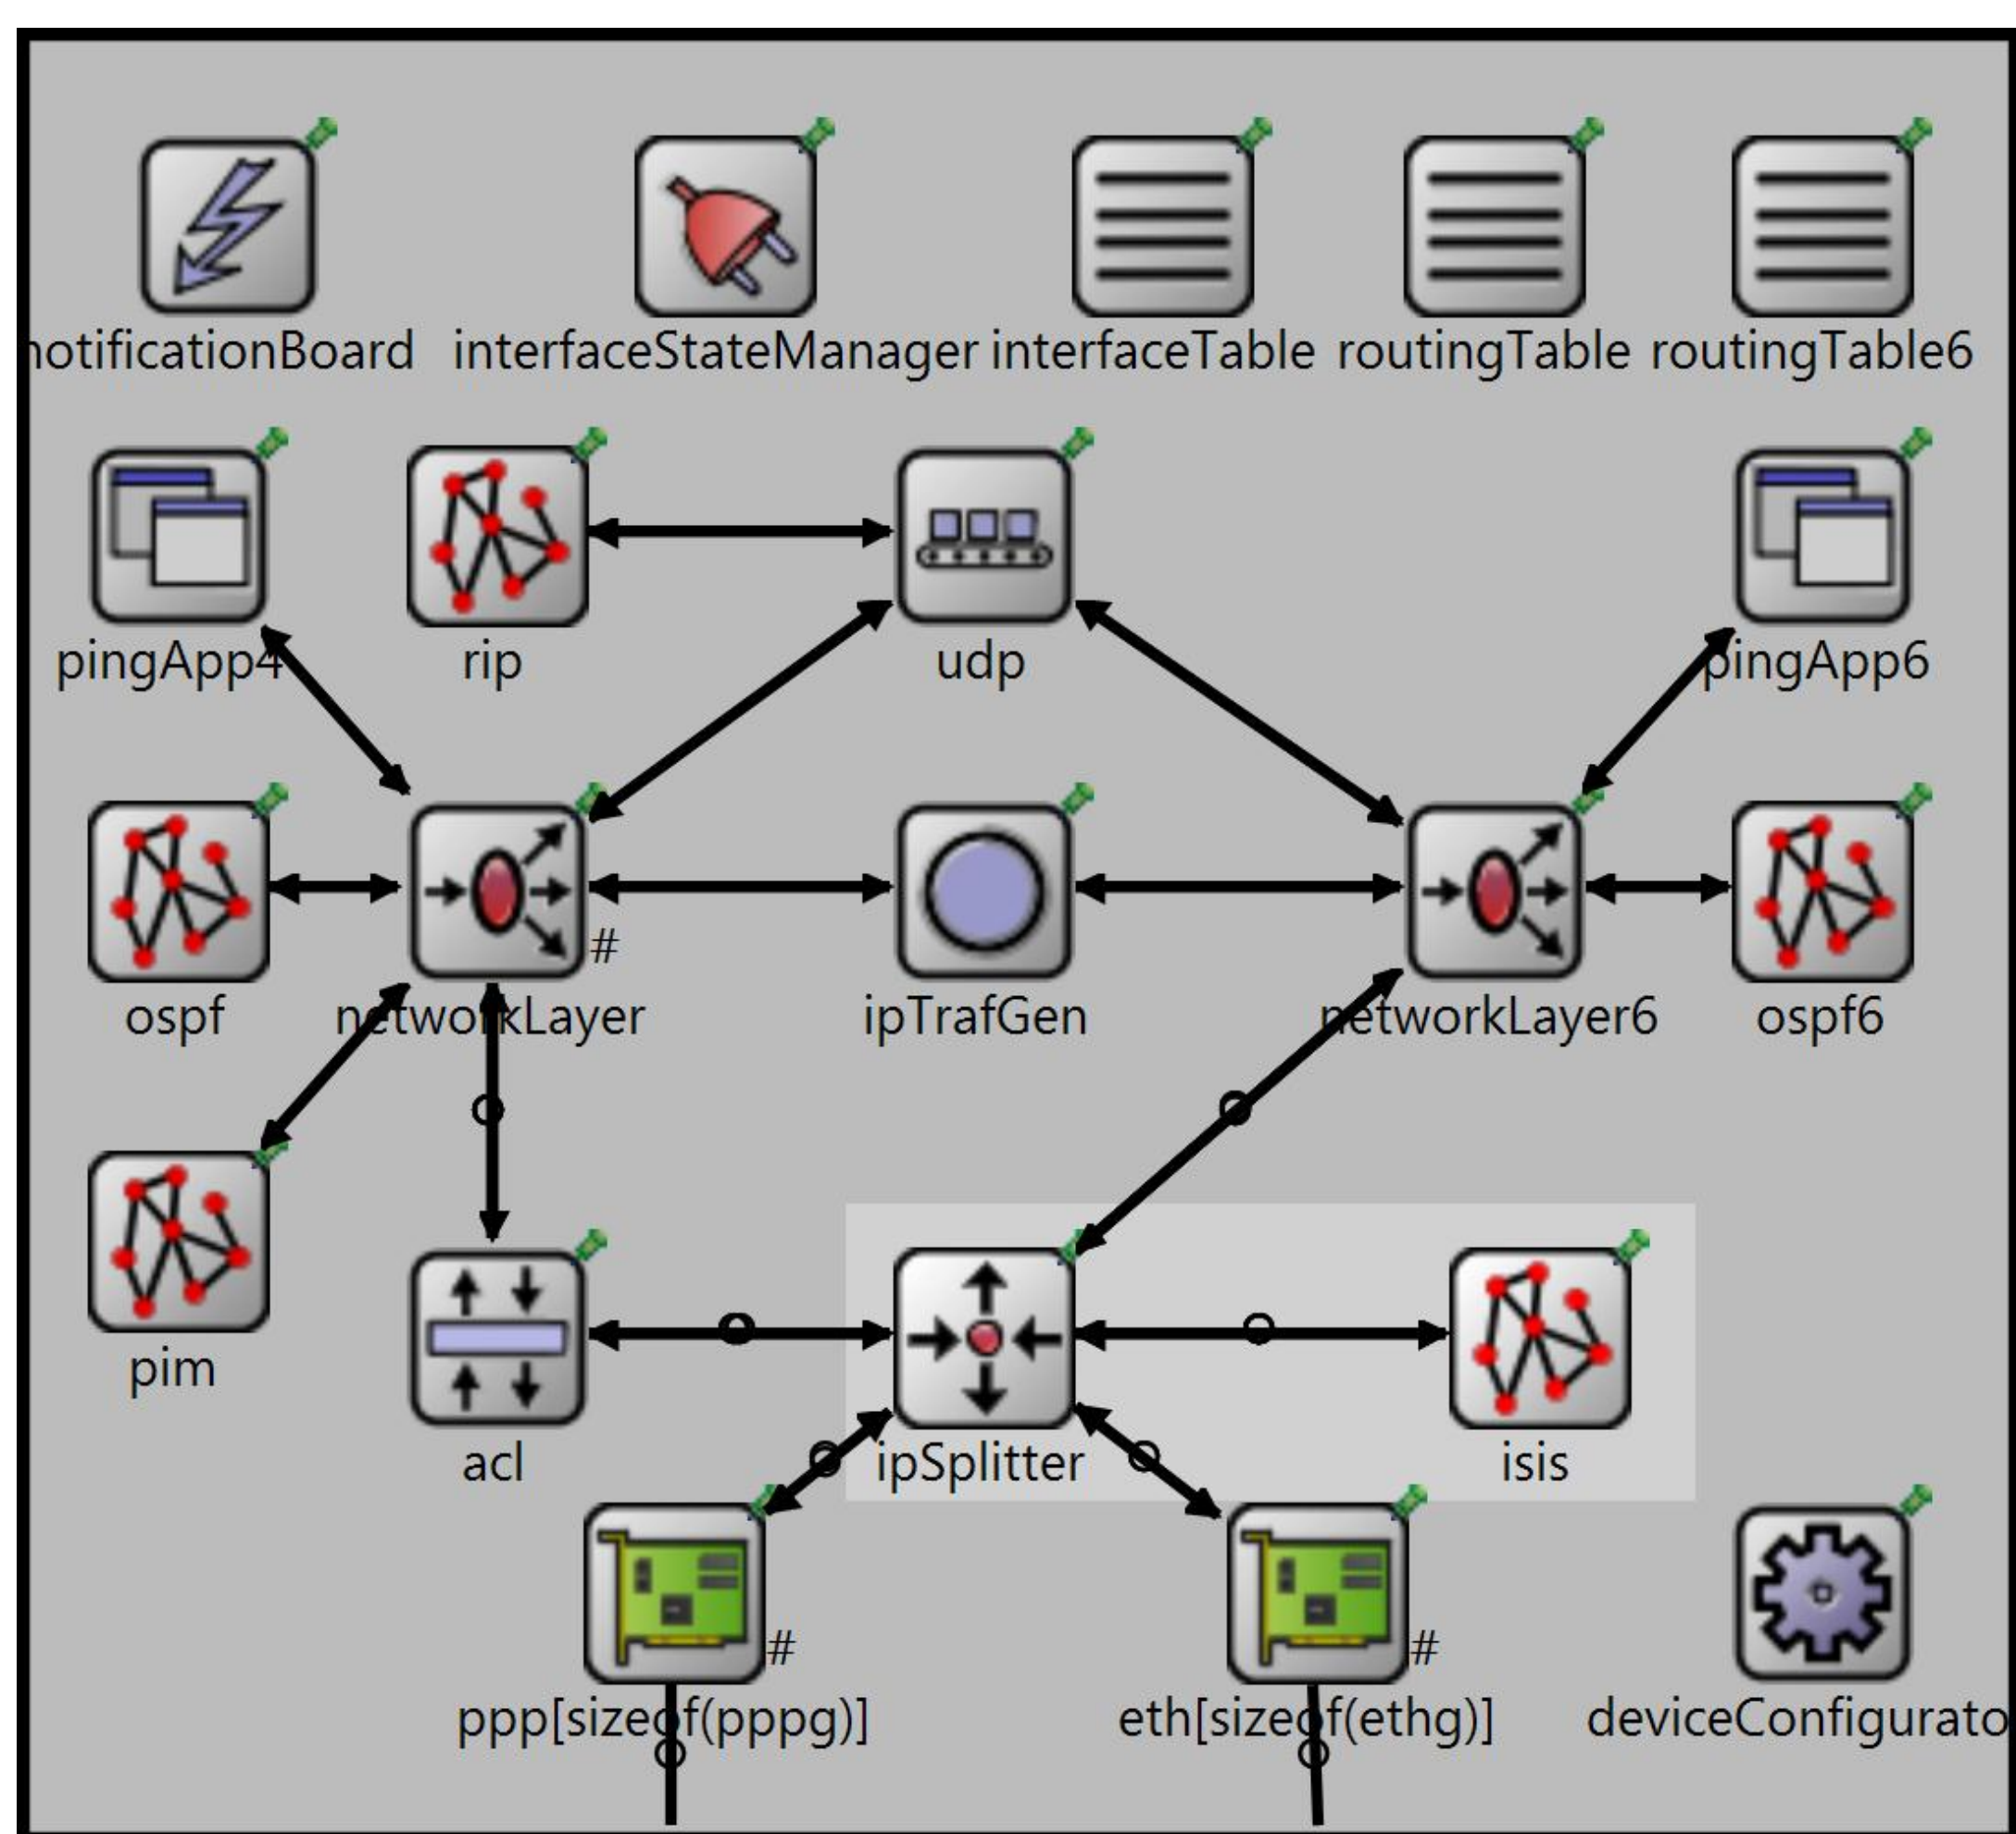 notificationBoard
interfaceStateManager
interfaceTable
routingTable
routingTable6
pingApp4
rip
udp
pingApp6
#
ospf
networkLayer
ipTrafGen
networkLayer6
ospf6
pim
acl
ipSplitter
isis
#
#
ppp[sizeof(pppg)]
eth[sizeof(ethg)]
deviceConfigurato